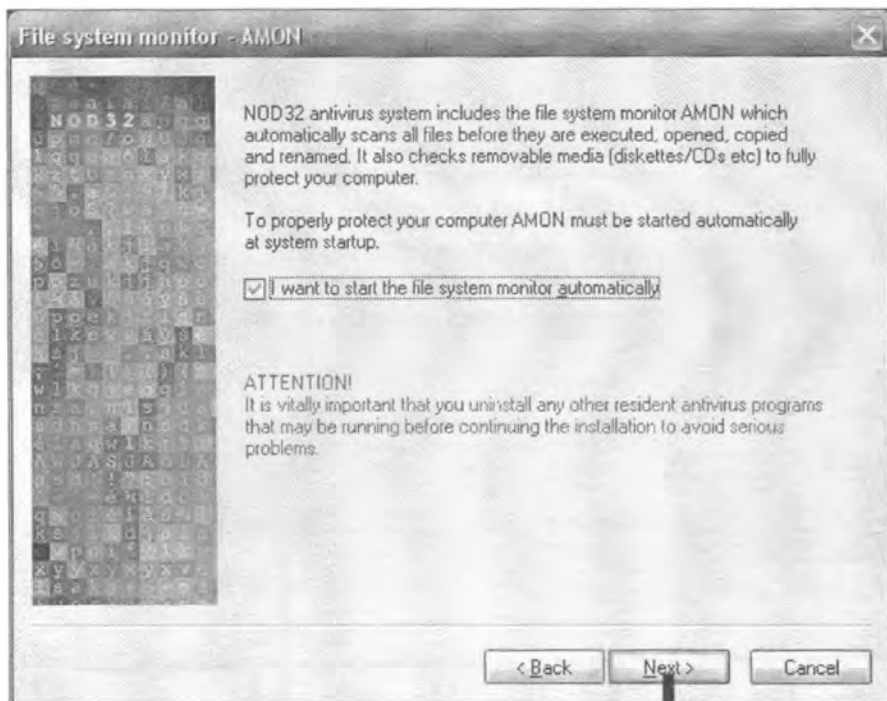 File system monitor - AMON
NOD32
NOD32 antivirus system includes the file system monitor AMON which
automatically scans all files before they are executed, opened, copied
and renamed. It also checks removable media (diskettes/CDs etc) to fully
protect your computer.
To properly protect your computer AMON must be started automatically
at system startup.
I want to start the file system monitor automatically
ATTENTION!
It is vitally important that you uninstall any other resident antivirus programs
that may be running before continuing the installation to avoid serious
problems.
< Back
Next >
Cancel